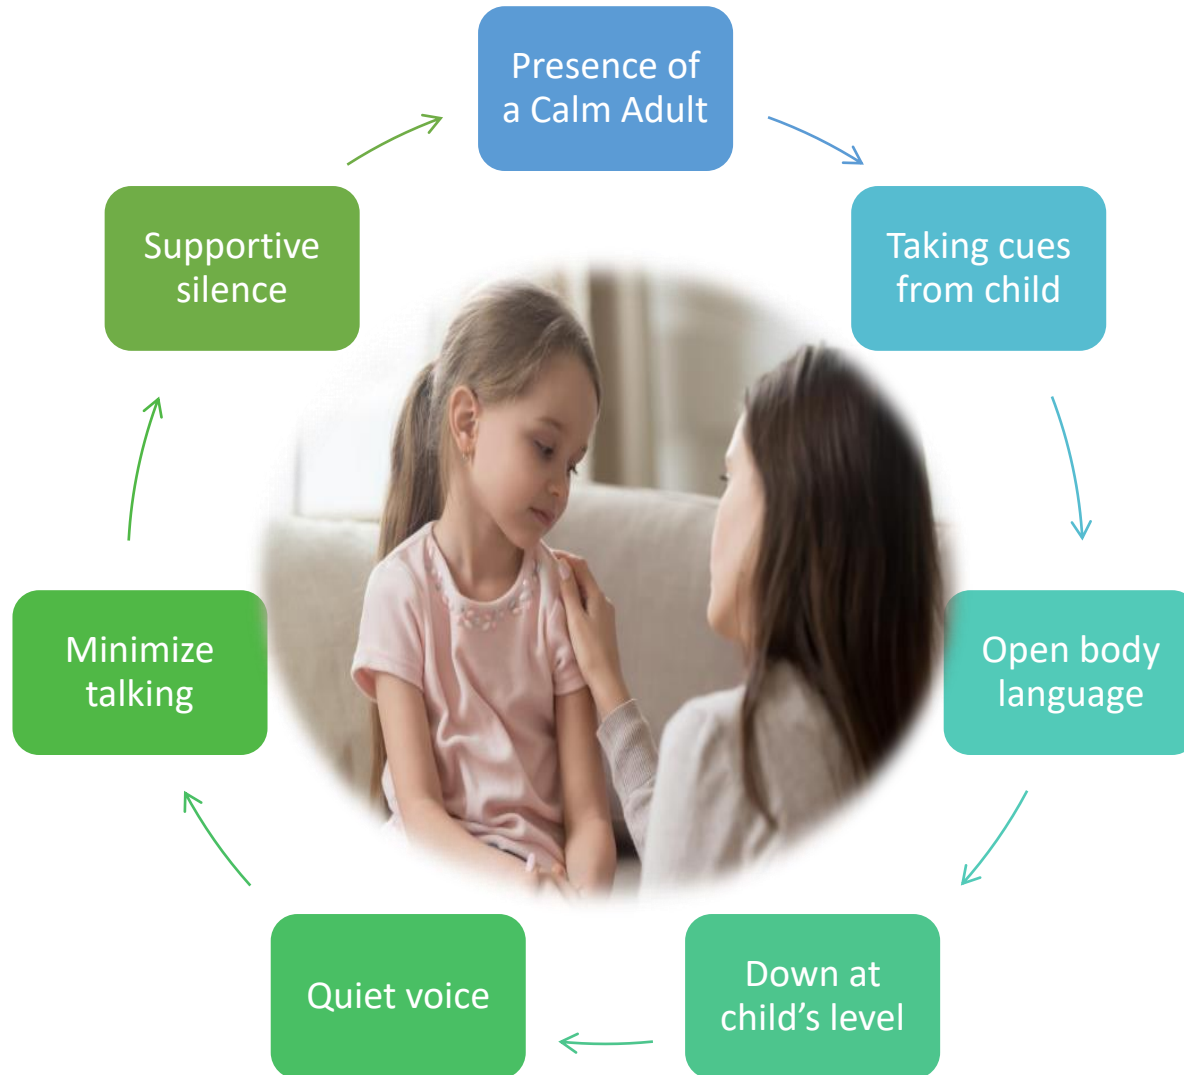 Presence of
a Calm Adult
Taking cues
from child
Open body
language
Down at
child’s level
Quiet voice
Minimize
talking
Supportive
silence